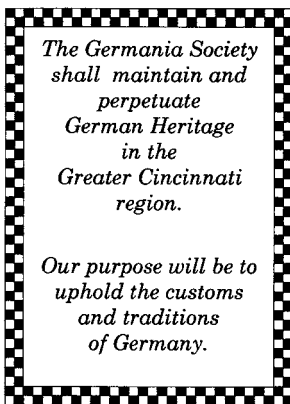 The Germania Society
shall maintain and
perpetuate
German Heritage
in the
Greater Cincinnati
region.
Our purpose will be to
uphold the customs
and traditions
of Germany.